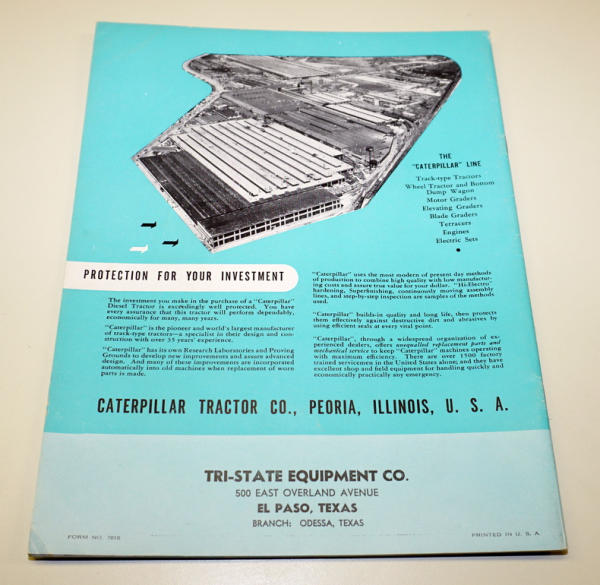 THE
"CATERPILLAR" LINE
Track-type Tractors
Wheel Tractor and Bottom
Dump Wagon
Motor Graders
Elevating Graders
Blade Graders
Terracers
Engines
Electric Sets
PROTECTION FOR YOUR INVESTMENT
The investment you make in the purchase of a "Caterpillar"
Diesel Tractor is exceedingly well protected. You have
every assurance that this tractor will perform dependably,
economically for many, many years.
"Caterpillar" is the pioneer and world's largest manufacturer
of track-type tractors—a specialist in their design and con-
struction with over 35 years' experience.
"Caterpillar" has its own Research Laboratories and Proving
Grounds to develop new improvements and assure advanced
design. And many of these improvements are incorporated
automatically into old machines when replacement of worn
parts is made.
"Caterpillar" uses the most modern of present day methods
of production to combine high quality with low manufactur-
ing costs and assure true value for your dollar. "Hi-Electro"
hardening, Superfinishing, continuously moving assembly
lines, and step-by-step inspection are samples of the methods
used.
"Caterpillar" builds-in quality and long life, then protects
them effectively against destructive dirt and abrasives by
using efficient seals at every vital point.
"Caterpillar", through a widespread organization of ex-
perienced dealers, offers unequalled replacement parts and
mechanical service to keep "Caterpillar" machines operating
with maximum efficiency. There are over 1500 factory
trained servicemen in the United States alone; and they have
excellent shop and field equipment for handling quickly and
economically practically any emergency.
CATERPILLAR TRACTOR CO., PEORIA, ILLINOIS, U. S. A.
TRI-STATE EQUIPMENT CO.
500 EAST OVERLAND AVENUE
EL PASO, TEXAS
BRANCH: ODESSA, TEXAS
FORM NO.
PRINTED IN U. S. A.